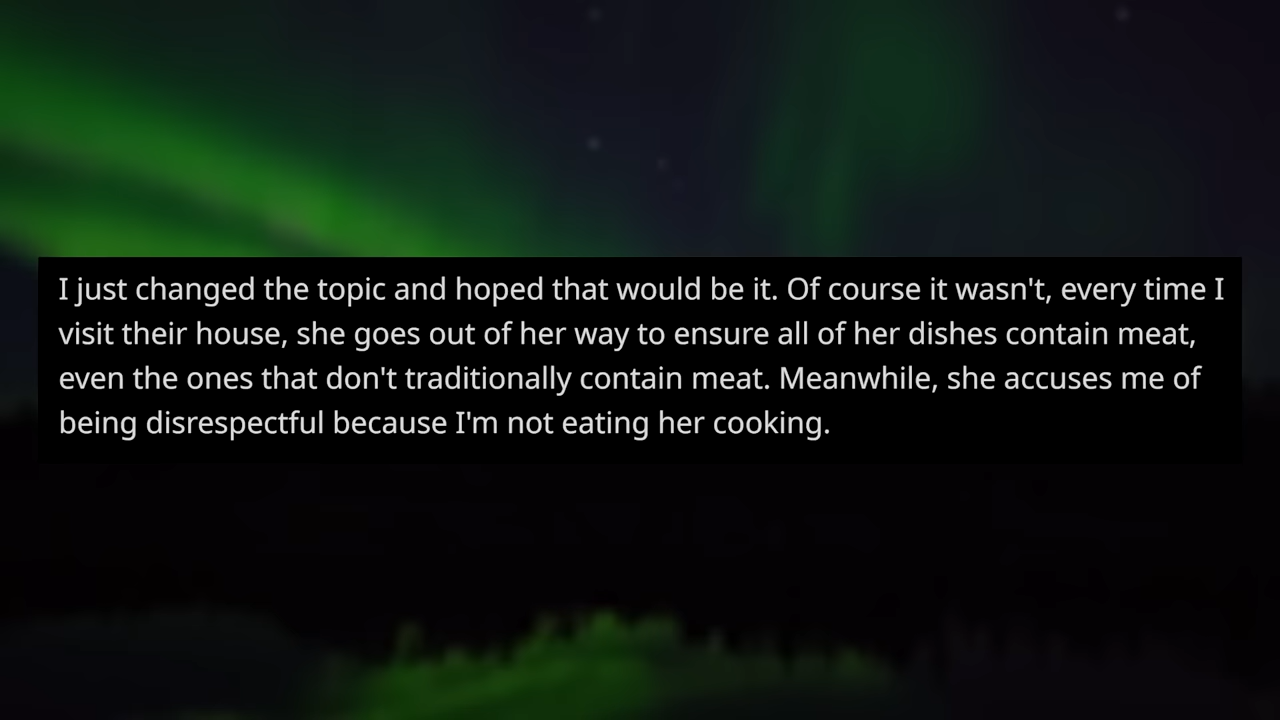 I just changed the topic and hoped that would be it. Of course it wasn't, every time I
visit their house, she goes out of her way to ensure all of her dishes contain meat,
even the ones that don't traditionally contain meat. Meanwhile, she accuses me of
being disrespectful because I'm not eating her cooking.